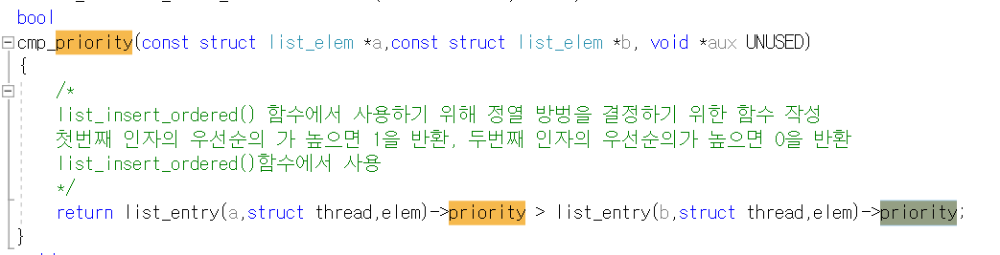 bool
cmp_priority(const struct list_elem *a,const struct list_elem *b, void *aux UNUSED)
{
/*
list_insert_ordered() 함수에서 사용하기 위해 정열 방벙을 결정하기 위한 함수 작성
첫번째 인자의 우선순의 가 높으면 1을 반환, 두번째 인자의 우선순의가 높으면 0을 반환
list_insert_ordered()함수에서 사용
*/
return list_entry(a,struct thread,elem)->priority > list_entry(b,struct thread,elem)->priority;
}